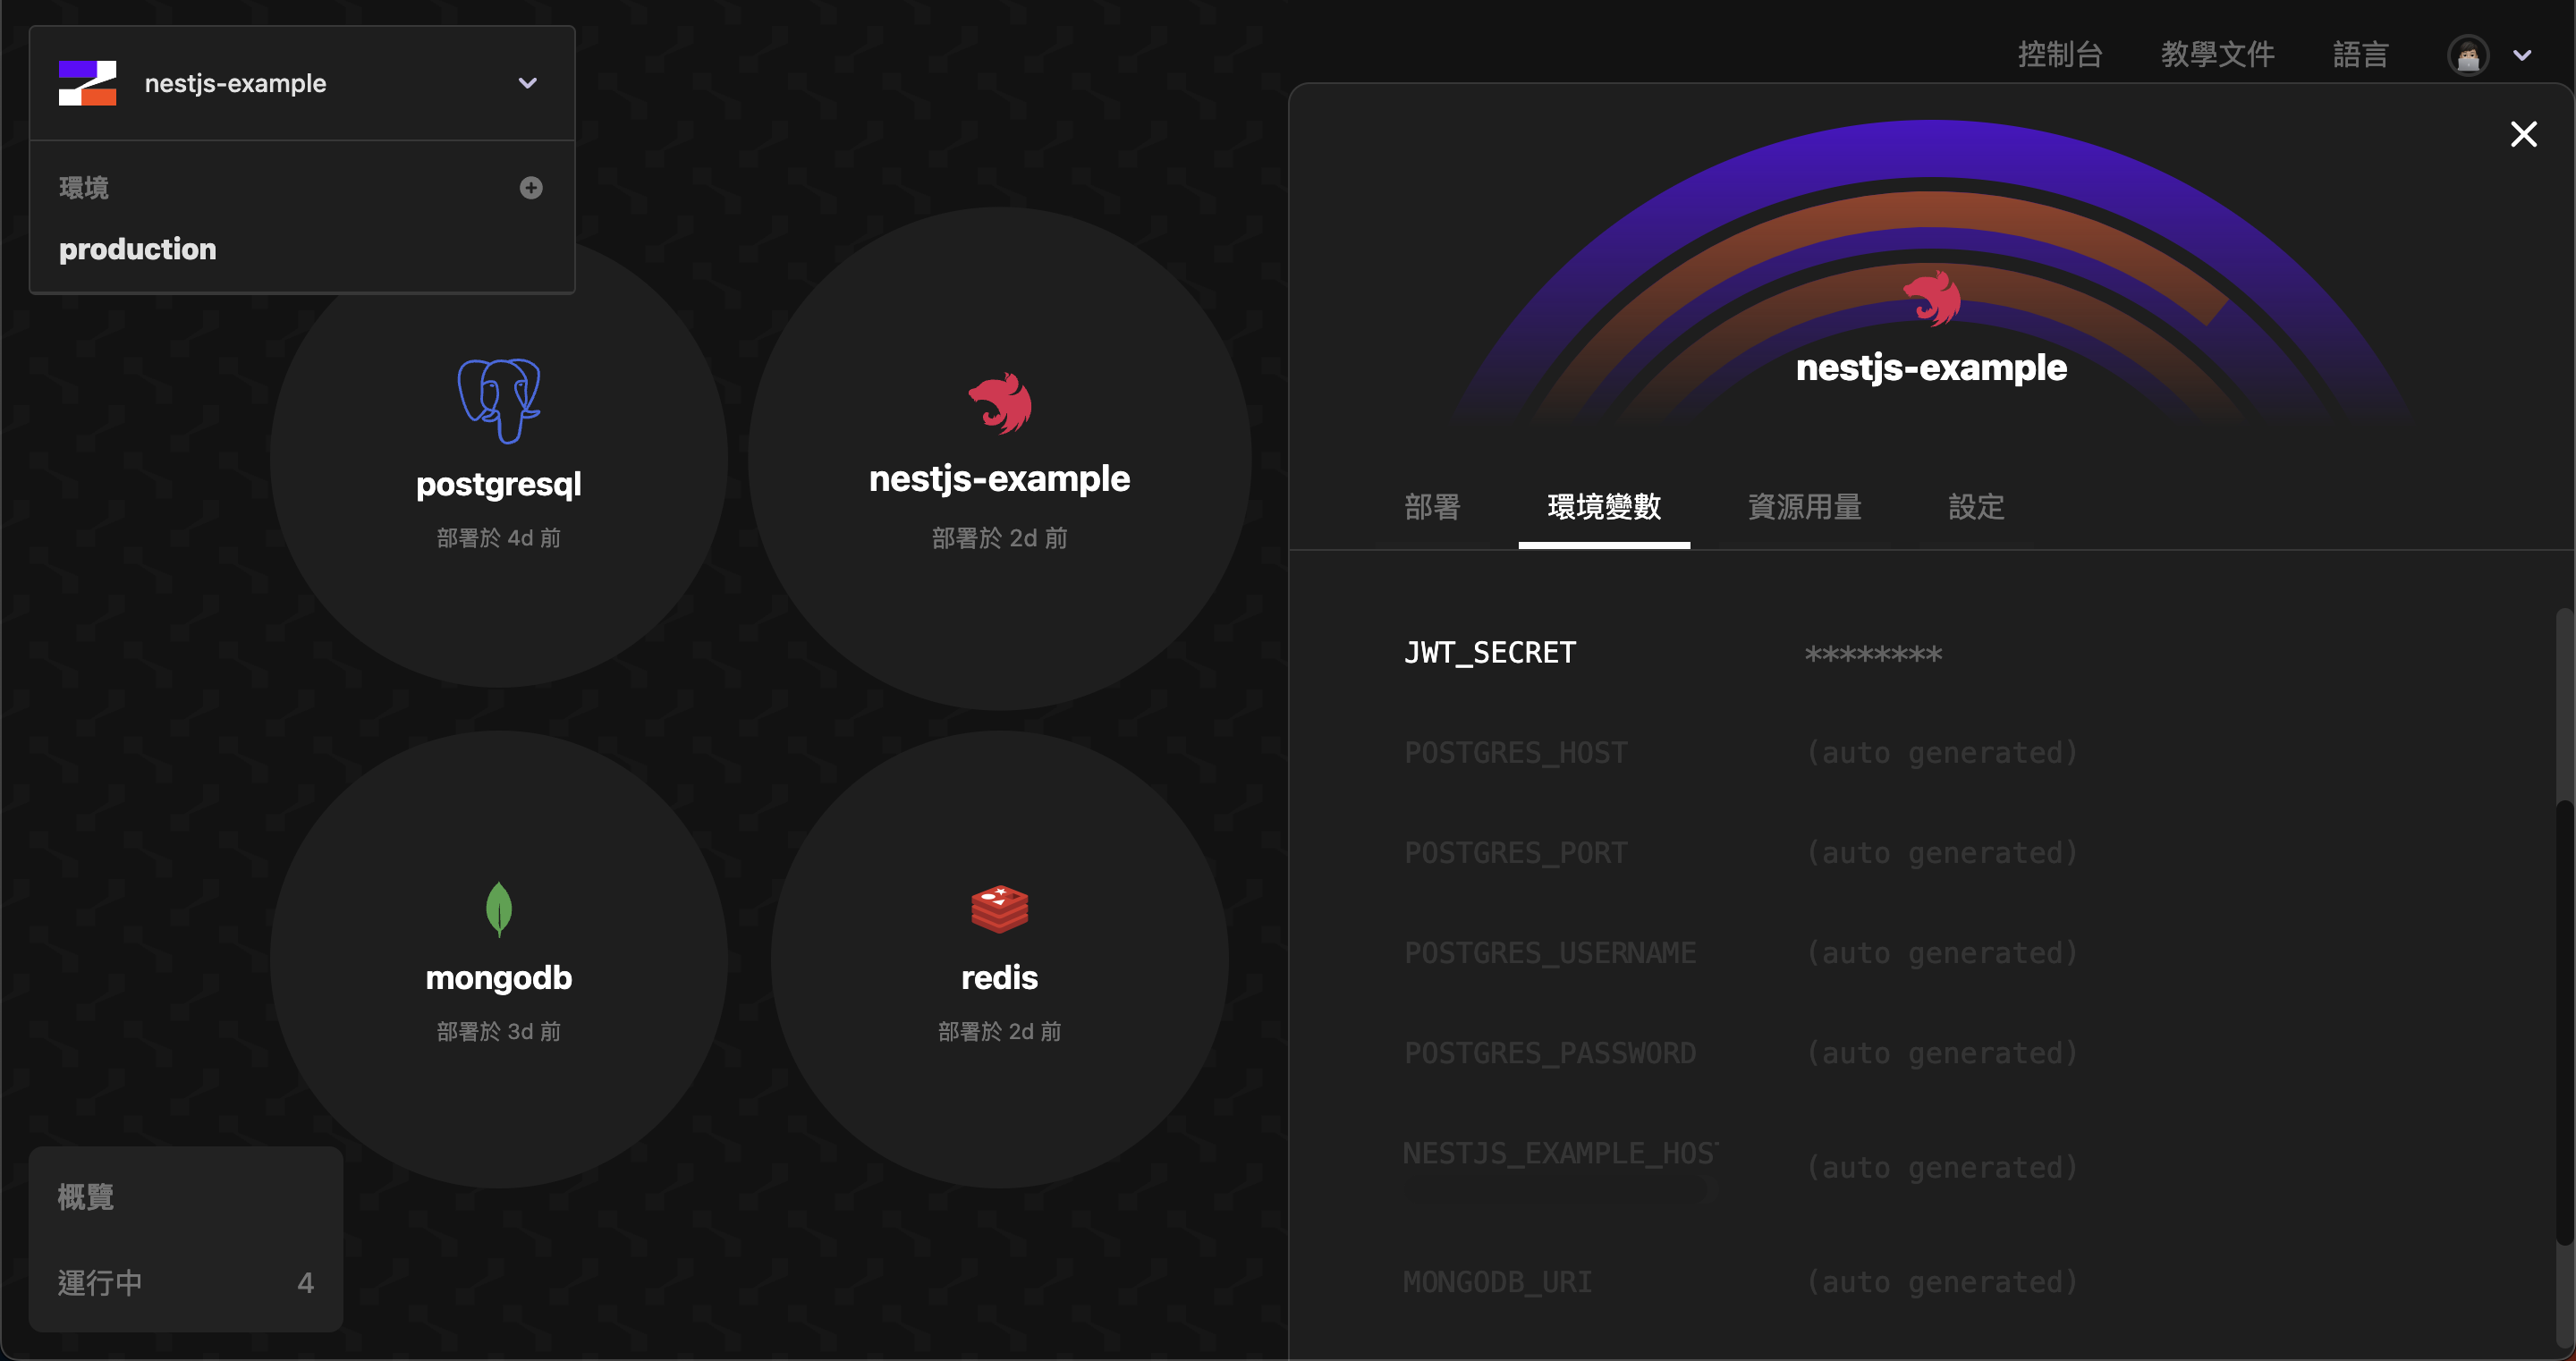 nestjs-example
環境
production
控制台
教學文件
語言
postgresql
部署於 4d 前
nestjs-example
部署於 2d 前
mongodb
部署於 3d 前
redis
部署於 2d 前
概覽
運行中 4
nestjs-example
部署 環境變數 資源用量 設定
JWT_SECRET ********
POSTGRES_HOST (auto generated)
POSTGRES_PORT (auto generated)
POSTGRES_USERNAME (auto generated)
POSTGRES_PASSWORD (auto generated)
NESTJS_EXAMPLE_HOST (auto generated)
MONGODB_URI (auto generated)